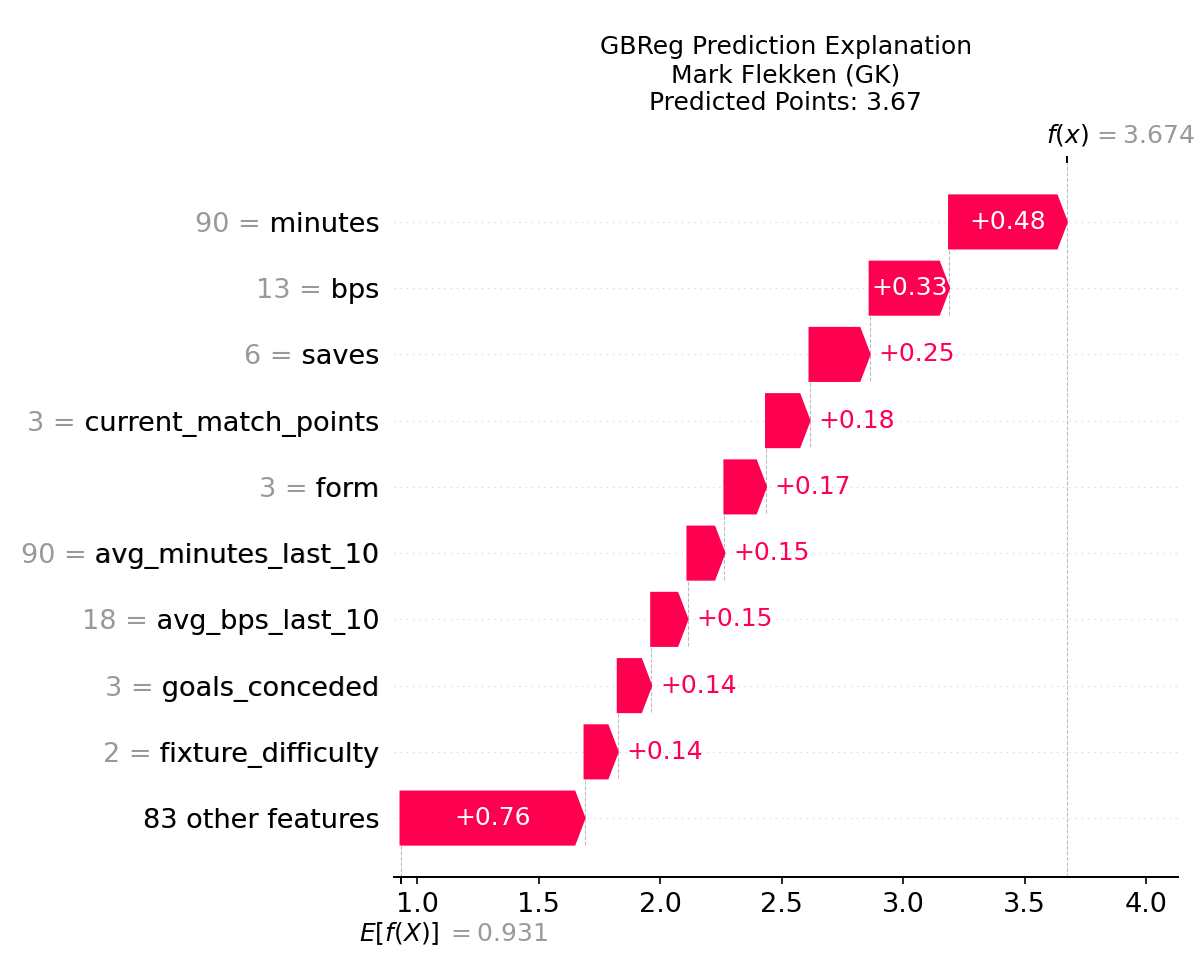 GBReg Prediction Explanation
Mark Flekken (GK)
Predicted Points: 3.67
f(x) = 3.674
90 = minutes +0.48
13 = bps +0.33
6 = saves +0.25
3 = current_match_points +0.18
3 = form +0.17
90 = avg_minutes_last_10 +0.15
18 = avg_bps_last_10 +0.15
3 = goals_conceded +0.14
2 = fixture_difficulty +0.14
83 other features +0.76
1.0 1.5 2.0 2.5 3.0 3.5 4.0
E[f(X)] = 0.931